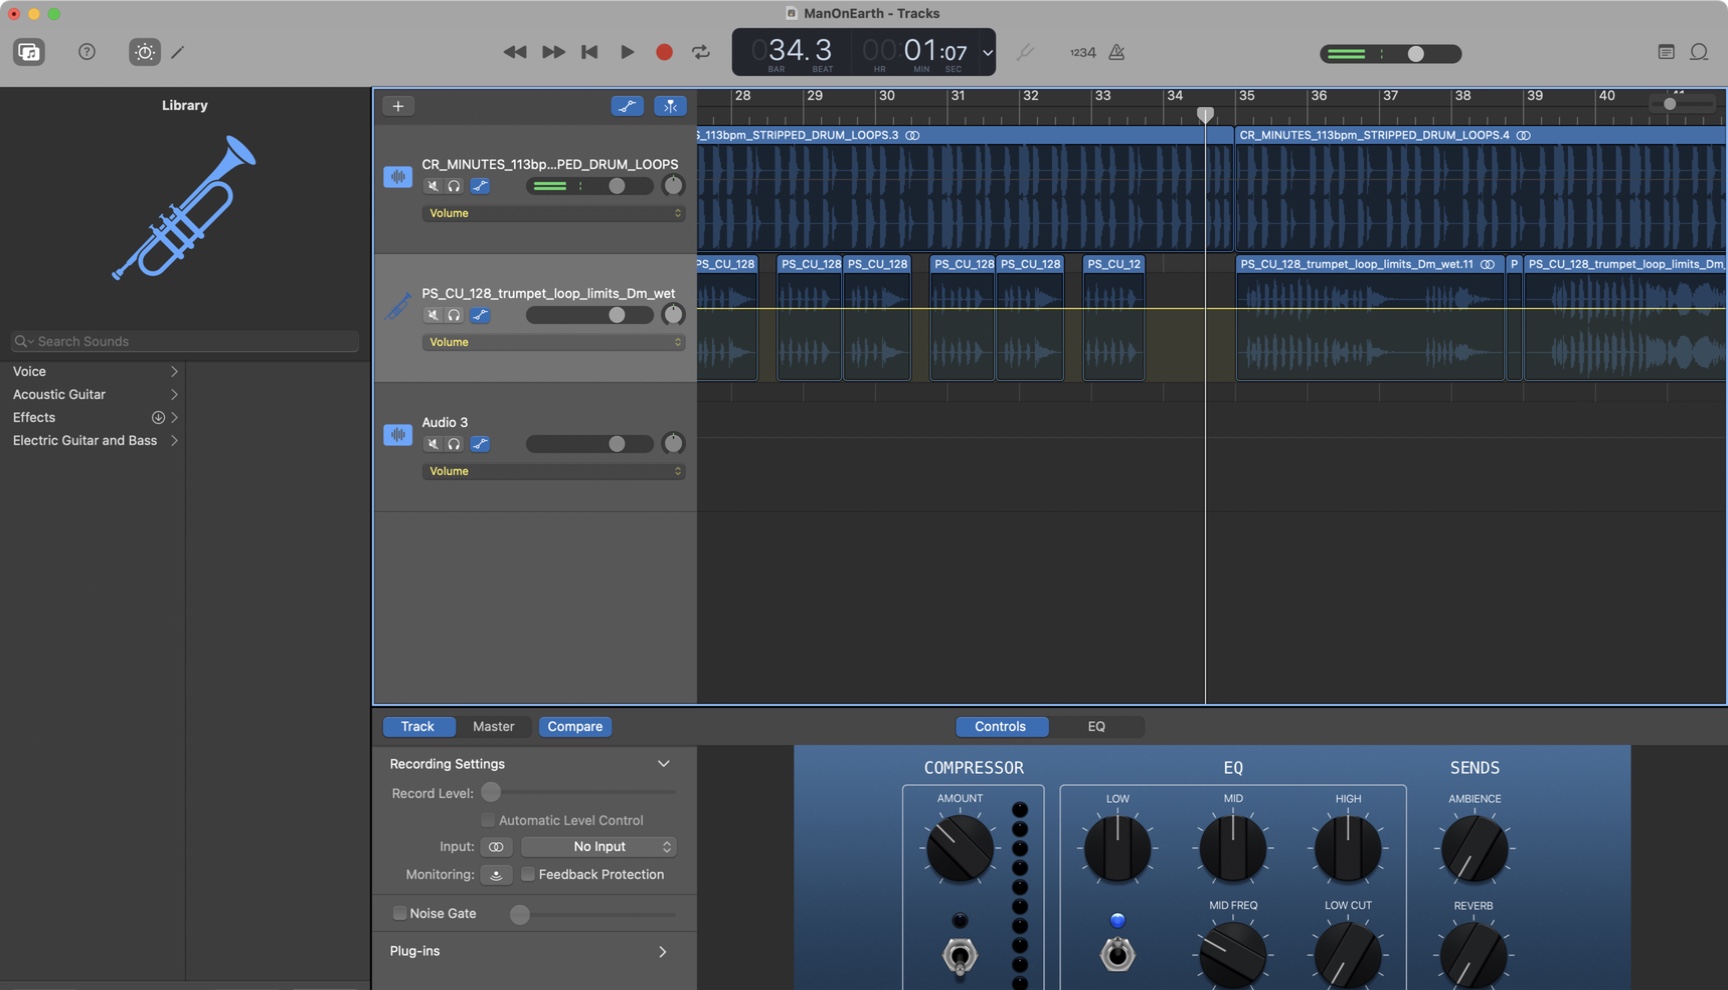 ManOnEarth - Tracks
34.3
BAR BEAT
00 01:07
HR MIN SEC
1234
Library
Search Sounds
Voice
Acoustic Guitar
Effects
Electric Guitar and Bass
28 29 30 31 32 33 34 35 36 37 38 39 40 41
CR_MINUTES_113bp...PED_DRUM_LOOPS
Volume
S_113bpm_STRIPPED_DRUM_LOOPS.3
CR_MINUTES_113bpm_STRIPPED_DRUM_LOOPS.4
PS_CU_128_trumpet_loop_limits_Dm_wet
Volume
PS_CU_128
PS_CU_128
PS_CU_128
PS_CU_128
PS_CU_128
PS_CU_12
PS_CU_128_trumpet_loop_limits_Dm_wet.11
P
PS_CU_128_trumpet_loop_limits_Dm_
Audio 3
Volume
Track
Master
Compare
Controls
EQ
Recording Settings
Record Level:
Automatic Level Control
Input:
No Input
Monitoring:
Feedback Protection
Noise Gate
Plug-ins
COMPRESSOR
AMOUNT
EQ
LOW
MID
HIGH
MID FREQ
LOW CUT
SENDS
AMBIENCE
REVERB